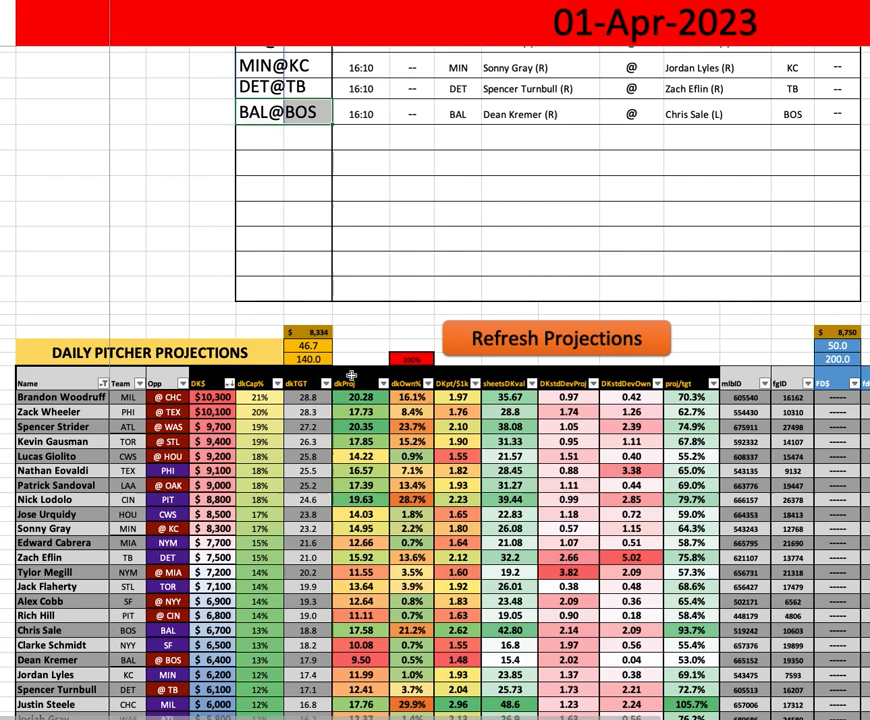 01-Apr-2023
MIN@KC 16:10 -- MIN Sonny Gray (R) @ Jordan Lyles (R) KC --
DET@TB 16:10 -- DET Spencer Turnbull (R) @ Zach Eflin (R) TB --
BAL@BOS 16:10 -- BAL Dean Kremer (R) @ Chris Sale (L) BOS --
$ 8,334 Refresh Projections $ 8,750
DAILY PITCHER PROJECTIONS 46.7 50.0
140.0 200% 200.0
Name Team Opp DK$ dkCap% dkTGT dkProj dkOwn% DKpt/$1k sheetsDKval DKstdDevProj DKstdDevOwn proj/tgt mlbID fgID FD$
Brandon Woodruff MIL @ CHC $10,300 21% 28.8 20.28 16.1% 1.97 35.67 0.97 0.42 70.3% 605540 16162 -----
Zack Wheeler PHI @ TEX $10,100 20% 28.3 17.73 8.4% 1.76 28.8 1.74 1.26 62.7% 554430 10310 -----
Spencer Strider ATL @ WAS $ 9,700 19% 27.2 20.35 23.7% 2.10 38.08 1.05 2.39 74.9% 675911 27498 -----
Kevin Gausman TOR @ STL $ 9,400 19% 26.3 17.85 15.2% 1.90 31.33 0.95 1.11 67.8% 592332 14107 -----
Lucas Giolito CWS @ HOU $ 9,200 18% 25.8 14.22 0.9% 1.55 21.57 1.51 0.40 55.2% 608337 15474 -----
Nathan Eovaldi TEX PHI $ 9,100 18% 25.5 16.57 7.1% 1.82 28.45 0.88 3.38 65.0% 543135 9132 -----
Patrick Sandoval LAA @ OAK $ 9,000 18% 25.2 17.39 13.4% 1.93 31.27 1.11 0.44 69.0% 663776 19447 -----
Nick Lodolo CIN PIT $ 8,800 18% 24.6 19.63 28.7% 2.23 39.44 0.99 2.85 79.7% 666157 26378 -----
Jose Urquidy HOU CWS $ 8,500 17% 23.8 14.03 1.8% 1.65 22.83 1.18 0.72 59.0% 664353 18413 -----
Sonny Gray MIN @ KC $ 8,300 17% 23.2 14.95 2.2% 1.80 26.08 0.57 1.15 64.3% 543243 12768 -----
Edward Cabrera MIA NYM $ 7,700 15% 21.6 12.66 0.7% 1.64 21.08 1.07 0.51 58.7% 665795 21690 -----
Zach Eflin TB DET $ 7,500 15% 21.0 15.92 13.6% 2.12 32.2 2.66 5.02 75.8% 621107 13774 -----
Tylor Megill NYM @ MIA $ 7,200 14% 20.2 11.55 3.5% 1.60 19.2 3.82 2.09 57.3% 656731 21318 -----
Jack Flaherty STL TOR $ 7,100 14% 19.9 13.64 3.9% 1.92 26.01 0.38 0.48 68.6% 656427 17479 -----
Alex Cobb SF @ NYY $ 6,900 14% 19.3 12.64 0.8% 1.83 23.48 2.09 0.36 65.4% 502171 6562 -----
Rich Hill PIT @ CIN $ 6,800 14% 19.0 11.11 0.7% 1.63 19.05 0.90 0.18 58.4% 448179 4806 -----
Chris Sale BOS BAL $ 6,700 13% 18.8 17.58 21.2% 2.62 42.80 2.14 2.09 93.7% 519242 10603 -----
Clarke Schmidt NYY SF $ 6,500 13% 18.2 10.08 0.7% 1.55 16.8 1.97 0.56 55.4% 657376 19899 -----
Dean Kremer BAL @ BOS $ 6,400 13% 17.9 9.50 0.5% 1.48 15.4 2.02 0.04 53.0% 665152 19350 -----
Jordan Lyles KC MIN $ 6,200 12% 17.4 11.99 1.0% 1.93 23.85 1.37 0.38 69.1% 543475 7593 -----
Spencer Turnbull DET @ TB $ 6,100 12% 17.1 12.41 3.7% 2.04 25.73 1.73 2.21 72.7% 605513 16207 -----
Justin Steele CHC MIL $ 6,000 12% 16.8 17.76 29.9% 2.96 48.6 1.23 2.24 105.7% 657006 17312 -----